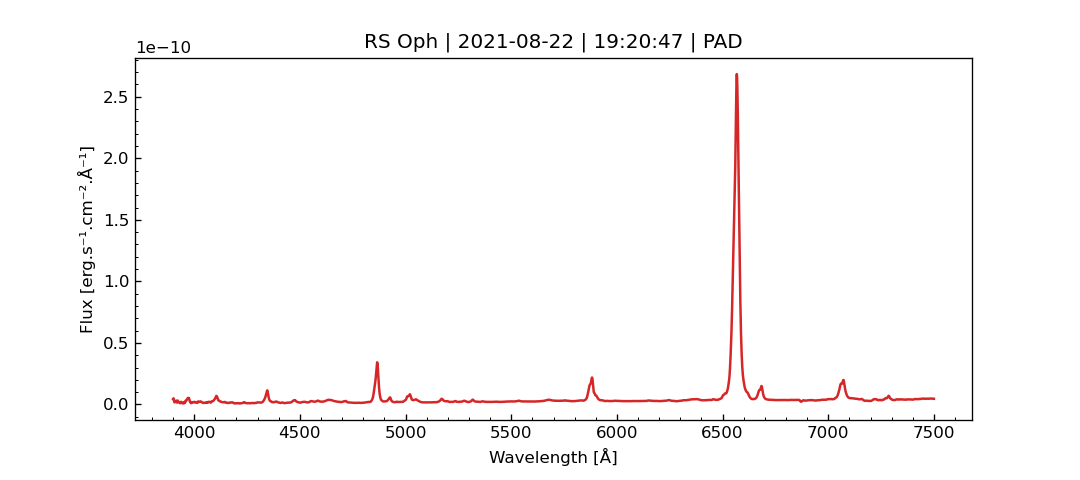 RS Oph | 2021-08-22 | 19:20:47 | PAD
1e−10
2.5
2.0
1.5
1.0
0.5
0.0
Flux [erg.s⁻¹.cm⁻².Å⁻¹]
4000 4500 5000 5500 6000 6500 7000 7500
Wavelength [Å]